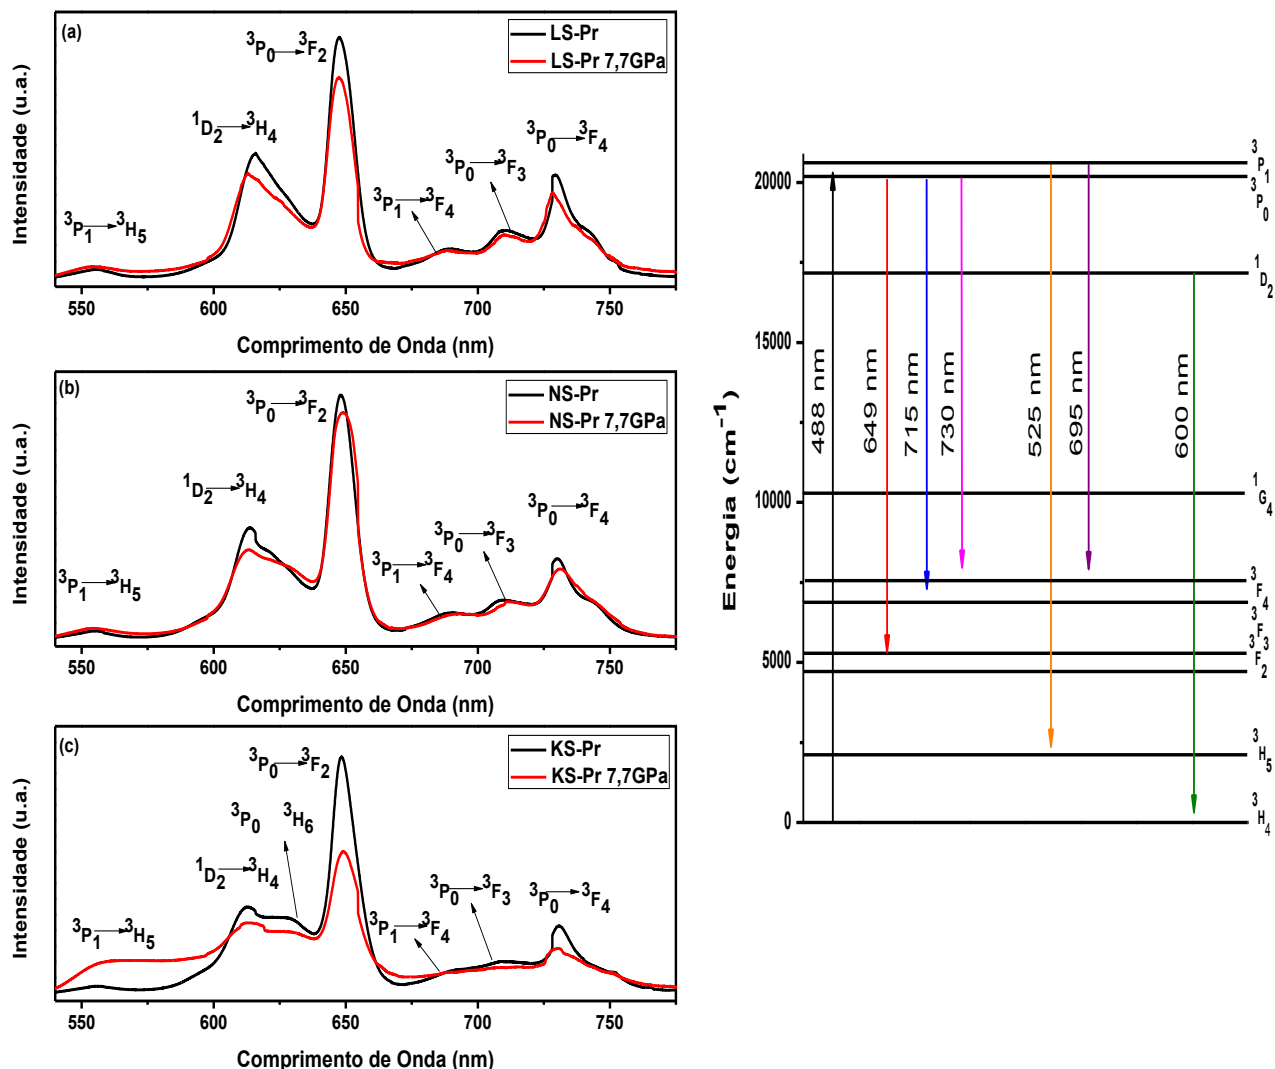 (a)
LS-Pr
LS-Pr 7,7GPa
³P₀→³F₂
¹D₂→³H₄
³P₀→³F₄
³P₀→³F₃
³P₁→³F₄
³P₁→³H₅
Intensidade (u.a.)
550 600 650 700 750
Comprimento de Onda (nm)
(b)
NS-Pr
NS-Pr 7,7GPa
³P₀→³F₂
¹D₂→³H₄
³P₀→³F₄
³P₀→³F₃
³P₁→³F₄
³P₁→³H₅
Intensidade (u.a.)
550 600 650 700 750
Comprimento de Onda (nm)
(c)
KS-Pr
KS-Pr 7,7GPa
³P₀→³F₂
³P₀ ³H₆
¹D₂→³H₄
³P₀→³F₃
³P₀→³F₄
³P₁→³F₄
³P₁→³H₅
Intensidade (u.a.)
550 600 650 700 750
Comprimento de Onda (nm)
Energia (cm⁻¹)
20000
15000
10000
5000
0
488 nm
649 nm
715 nm
730 nm
525 nm
695 nm
600 nm
³P₁
³P₀
¹D₂
¹G₄
³F₄
³F₃
³F₂
³H₅
³H₄